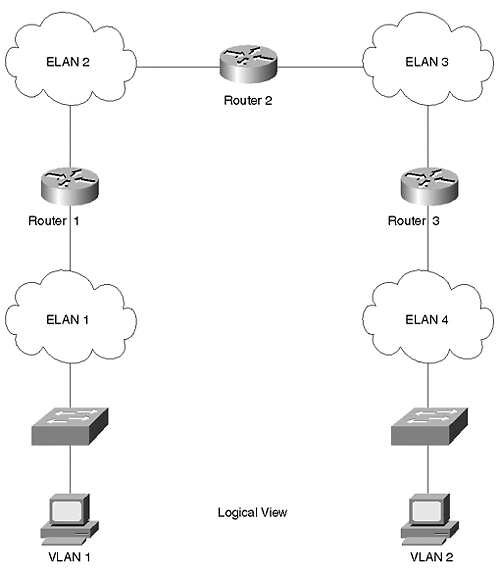 ELAN 2
ELAN 3
Router 2
Router 1
Router 3
ELAN 1
ELAN 4
Logical View
VLAN 1
VLAN 2